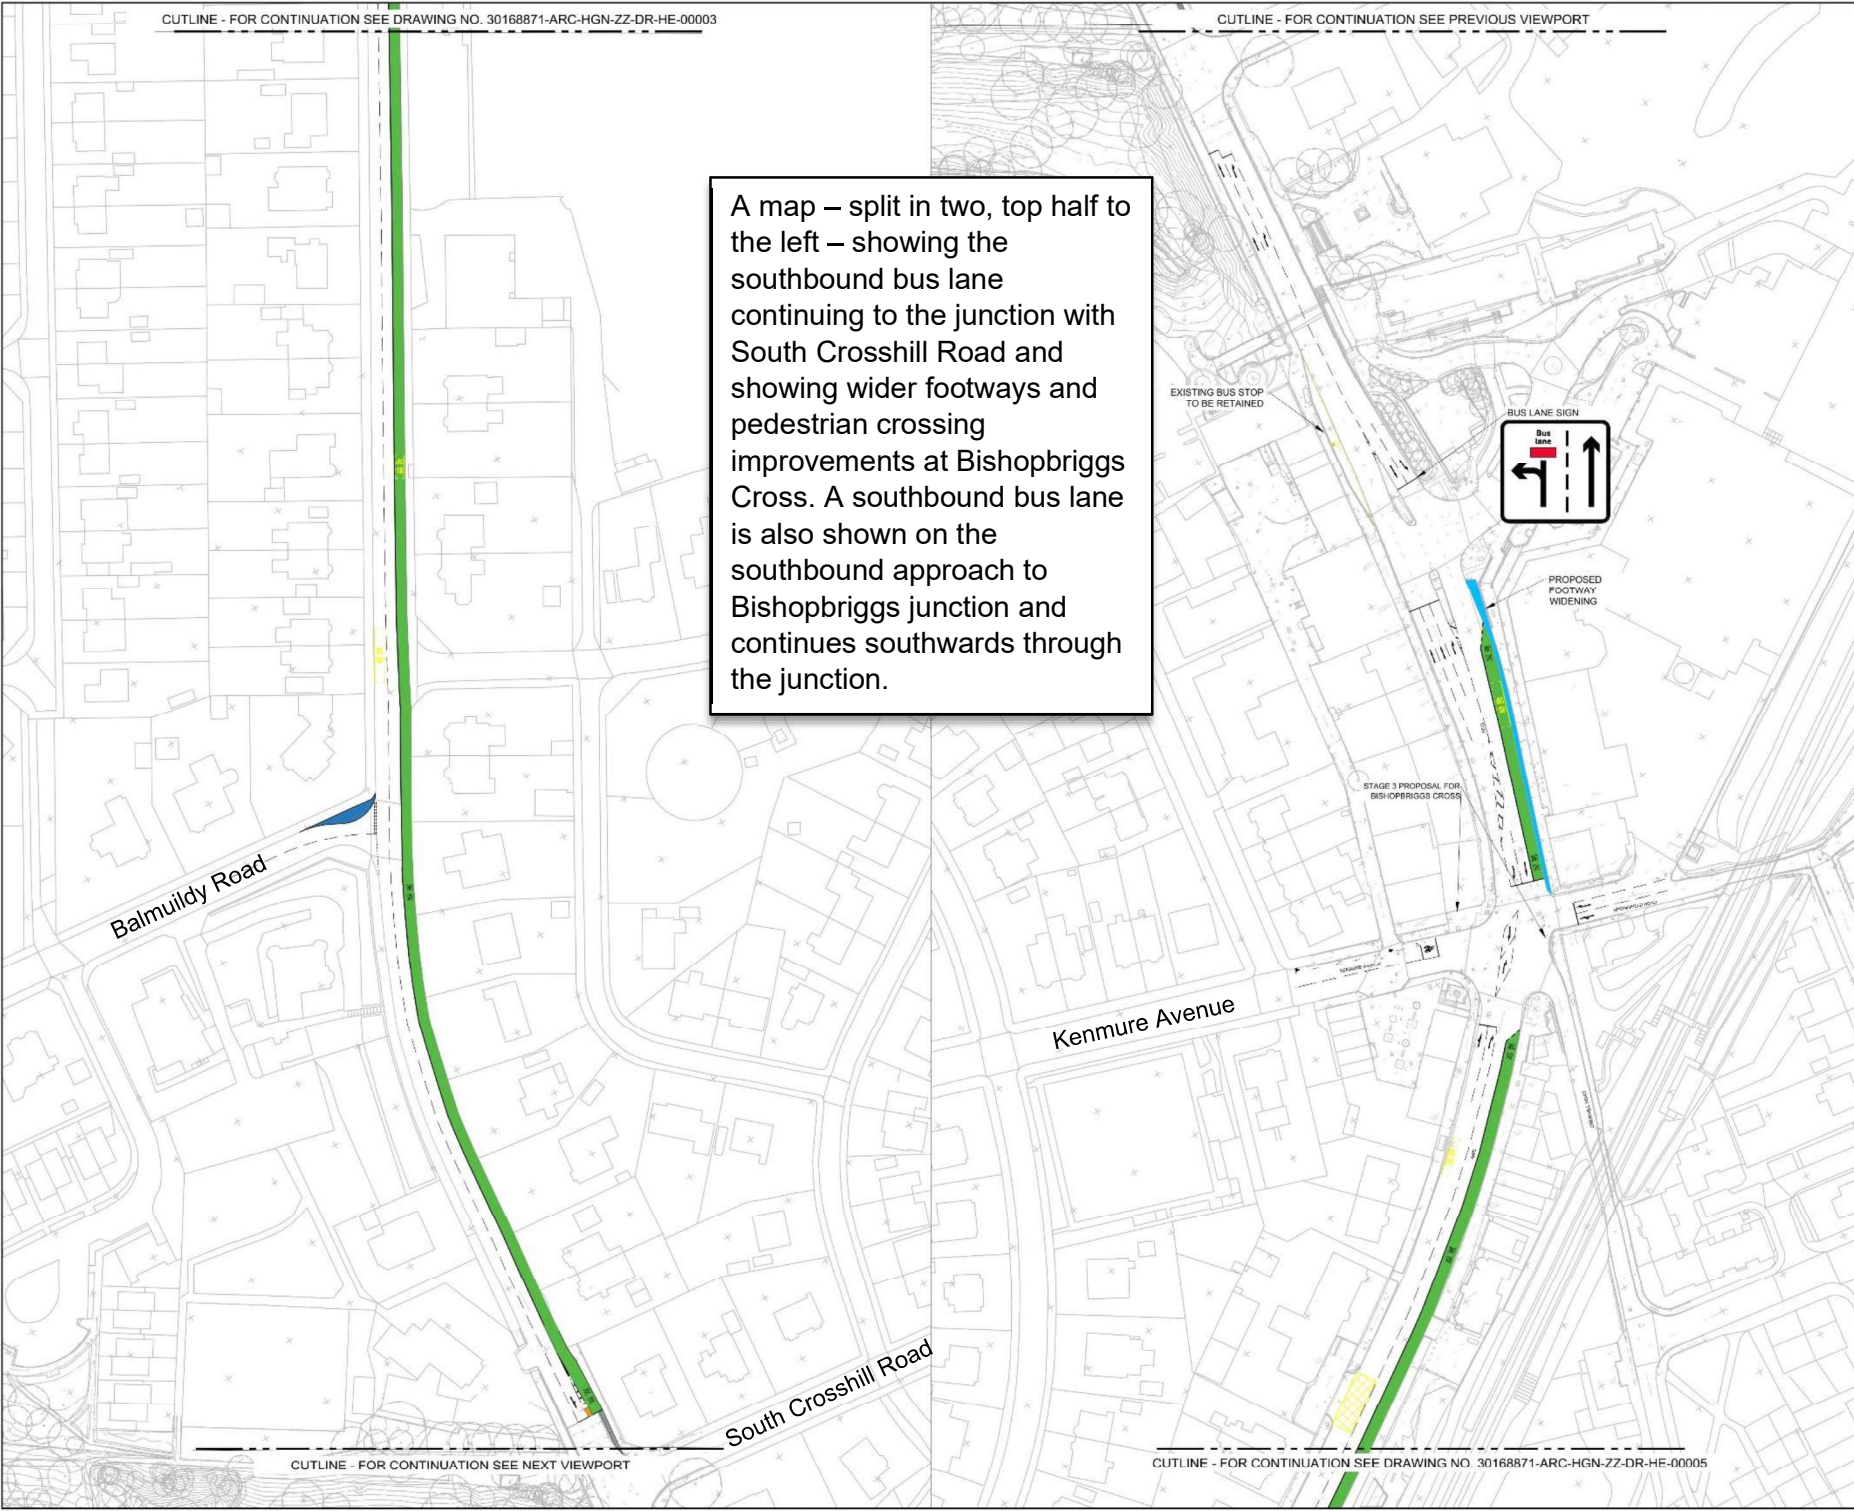 CUTLINE - FOR CONTINUATION SEE DRAWING NO. 30168871-ARC-HGN-ZZ-DR-HE-00003
CUTLINE - FOR CONTINUATION SEE PREVIOUS VIEWPORT
A map – split in two, top half to
the left – showing the
southbound bus lane
continuing to the junction with
South Crosshill Road and
showing wider footways and
pedestrian crossing
improvements at Bishopbriggs
Cross. A southbound bus lane
is also shown on the
southbound approach to
Bishopbriggs junction and
continues southwards through
the junction.
EXISTING BUS STOP
TO BE RETAINED
BUS LANE SIGN
Bus
lane
PROPOSED
FOOTWAY
WIDENING
STAGE 3 PROPOSAL FOR
BISHOPBRIGGS CROSS
Balmuildy Road
Kenmure Avenue
South Crosshill Road
CUTLINE - FOR CONTINUATION SEE NEXT VIEWPORT
CUTLINE - FOR CONTINUATION SEE DRAWING NO. 30168871-ARC-HGN-ZZ-DR-HE-00005